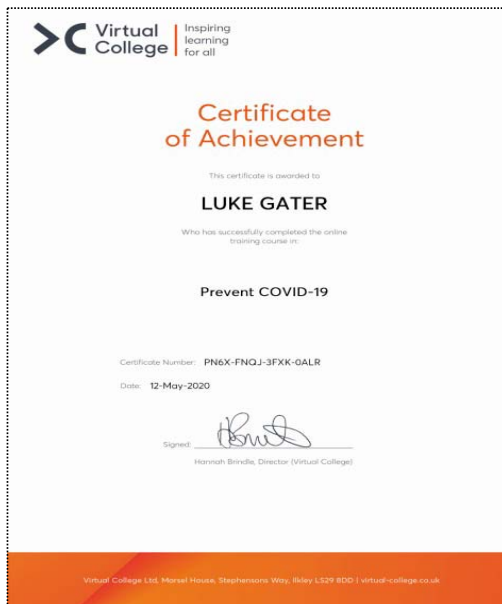 Virtual
College
Inspiring
learning
for all
Certificate
of Achievement
This certificate is awarded to
LUKE GATER
Who has successfully completed the online
training course in:
Prevent COVID-19
Certificate Number: PN6X-FNQJ-3FXK-0ALR
Date: 12-May-2020
Signed:
Hannah Brindle, Director (Virtual College)
Virtual College Ltd, Marsel House, Stephensons Way, Ilkley LS29 8DD | virtual-college.co.uk